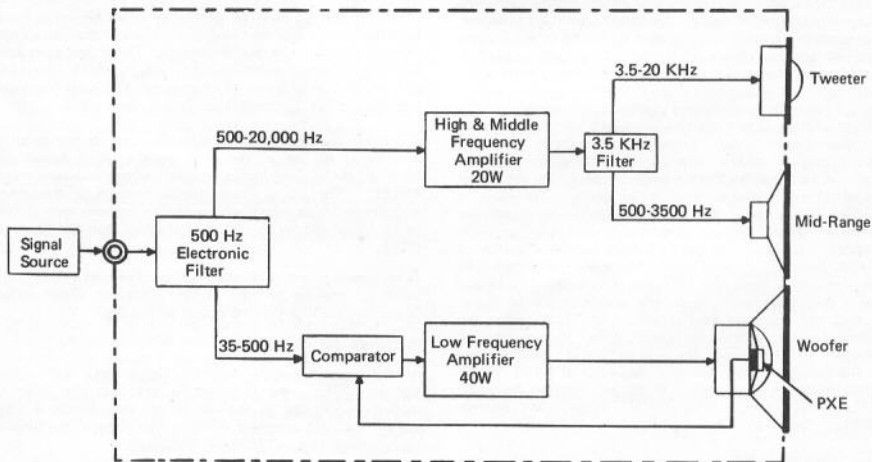 3.5-20 KHz
Tweeter
500-20,000 Hz
High & Middle
Frequency
Amplifier
20W
3.5 KHz
Filter
500-3500 Hz
Mid-Range
Signal
Source
500 Hz
Electronic
Filter
35-500 Hz
Comparator
Low Frequency
Amplifier
40W
Woofer
PXE